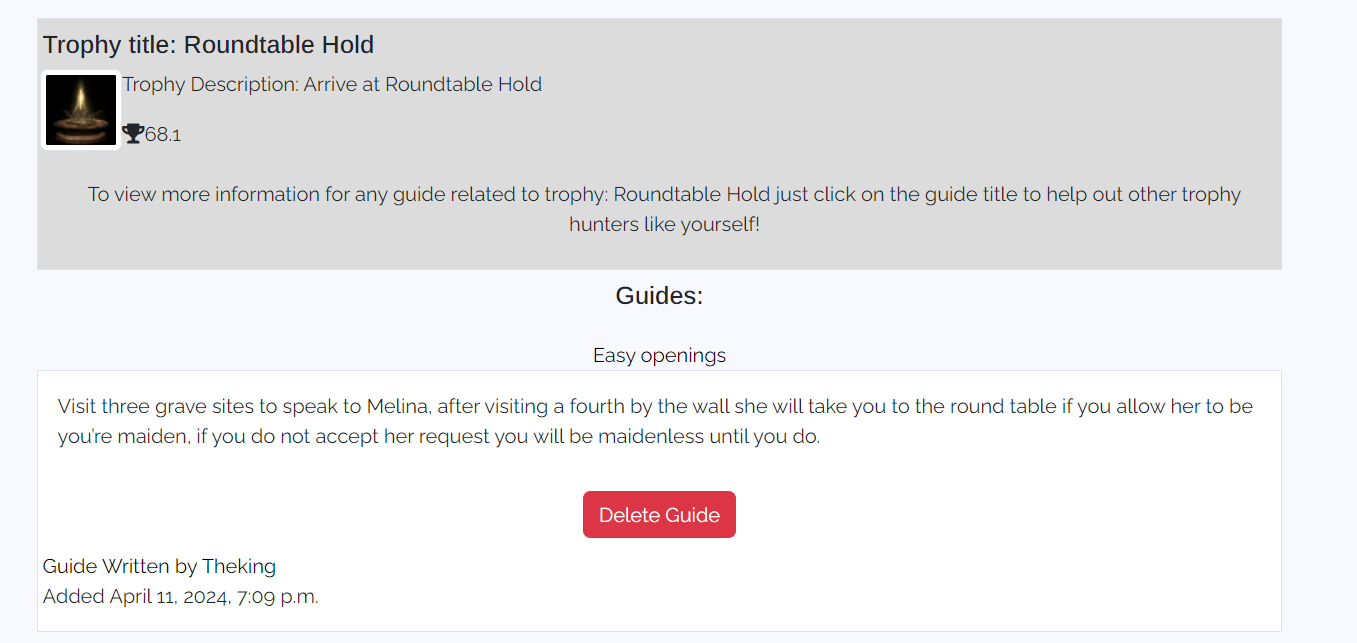 Trophy title: Roundtable Hold
Trophy Description: Arrive at Roundtable Hold
68.1
To view more information for any guide related to trophy: Roundtable Hold just click on the guide title to help out other trophy
hunters like yourself!
Guides:
Easy openings
Visit three grave sites to speak to Melina, after visiting a fourth by the wall she will take you to the round table if you allow her to be
you're maiden, if you do not accept her request you will be maidenless until you do.
Delete Guide
Guide Written by Theking
Added April 11, 2024, 7:09 p.m.